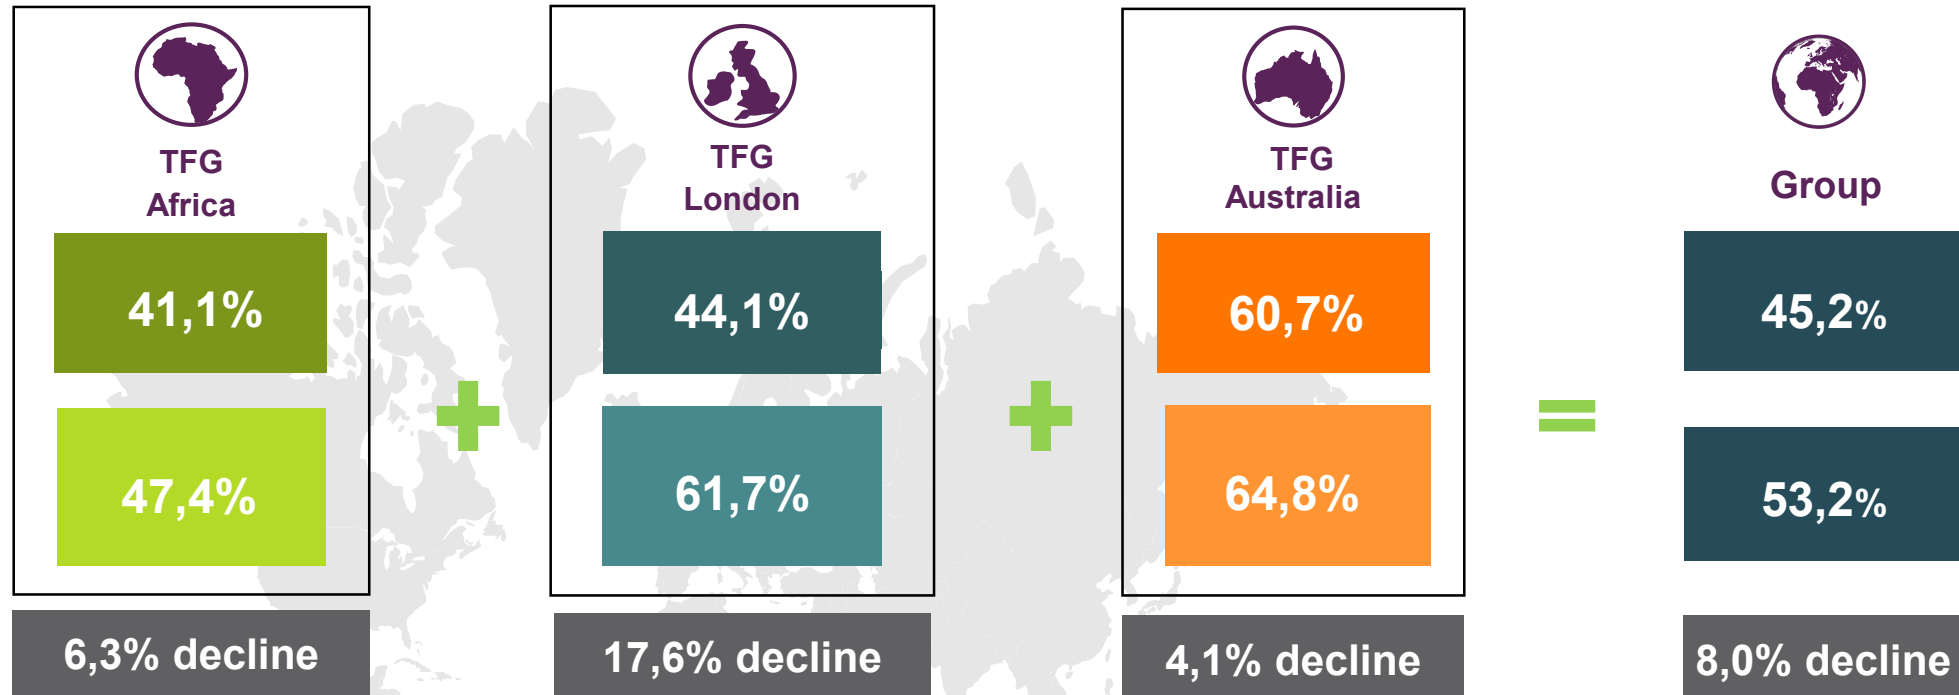 TFG
Africa
41,1%
47,4%
6,3% decline
TFG
London
44,1%
61,7%
17,6% decline
TFG
Australia
60,7%
64,8%
4,1% decline
Group
45,2%
53,2%
8,0% decline